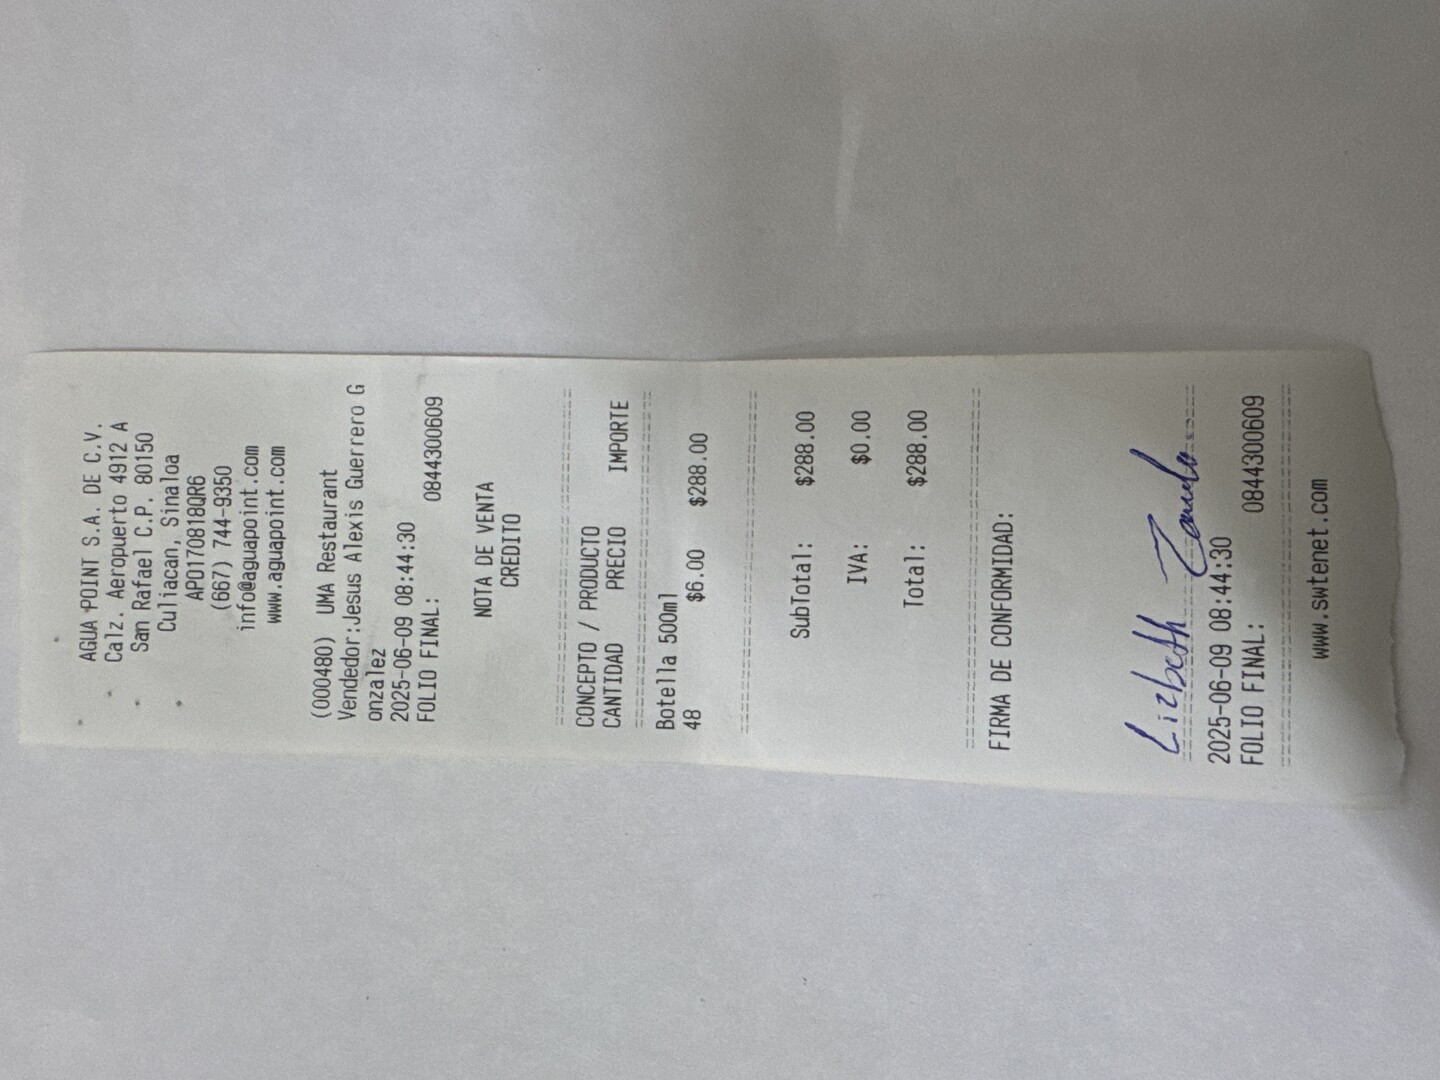 AGUA POINT S.A. DE C.V.
Calz. Aeropuerto 4912 A
San Rafael C.P. 80150
Culiacan, Sinaloa
APO170818QR6
(667) 744-9350
info@aguapoint.com
www.aguapoint.com
(000480) UMA Restaurant
Vendedor:Jesus Alexis Guerrero G
onzalez
2025-06-09 08:44:30
FOLIO FINAL: 0844300609
NOTA DE VENTA
CREDITO
CONCEPTO / PRODUCTO
CANTIDAD PRECIO IMPORTE
Botella 500ml
48 $6.00 $288.00
SubTotal: $288.00
IVA: $0.00
Total: $288.00
FIRMA DE CONFORMIDAD:
Lizbeth
2025-06-09 08:44:30
FOLIO FINAL: 0844300609
www.swtenet.com